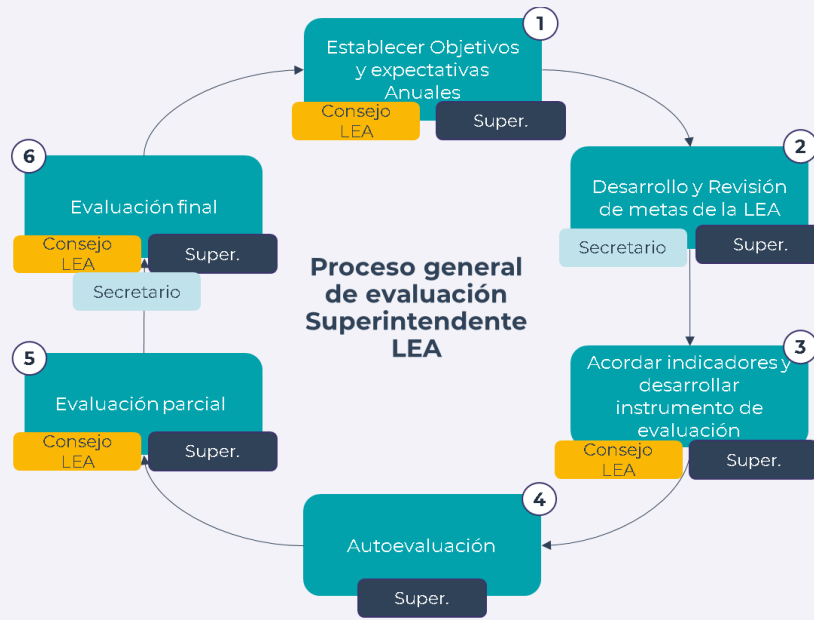 1
Establecer Objetivos
y expectativas
Anuales
Consejo
LEA
Super.
2
Desarrollo y Revisión
de metas de la LEA
Secretario
Super.
3
Acordar indicadores y
desarrollar
instrumento de
evaluación
Consejo
LEA
Super.
4
Autoevaluación
Super.
5
Evaluación parcial
Consejo
LEA
Super.
6
Evaluación final
Consejo
LEA
Super.
Secretario
Proceso general
de evaluación
Superintendente
LEA